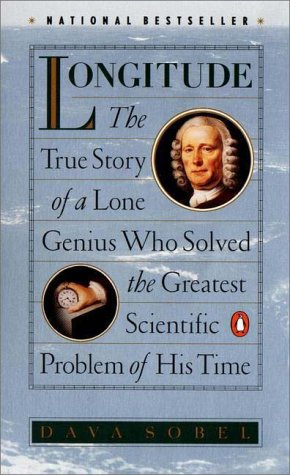 NATIONAL BESTSELLER
LONGITUDE
The
True Story
of a Lone
Genius Who Solved
the Greatest
Scientific
Problem of His Time
DAVA SOBEL